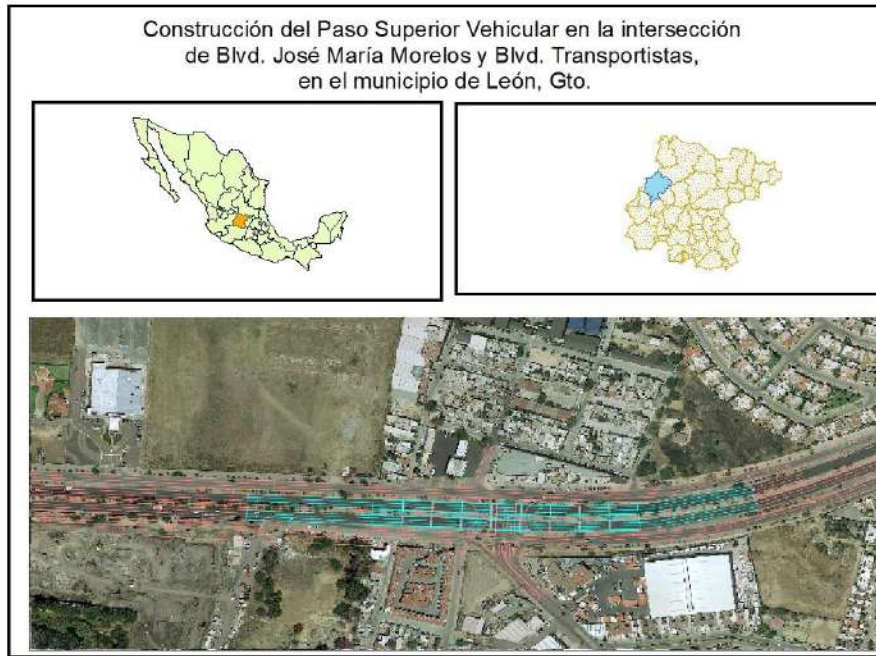 Construcción del Paso Superior Vehicular en la intersección
de Blvd. José María Morelos y Blvd. Transportistas,
en el municipio de León, Gto.